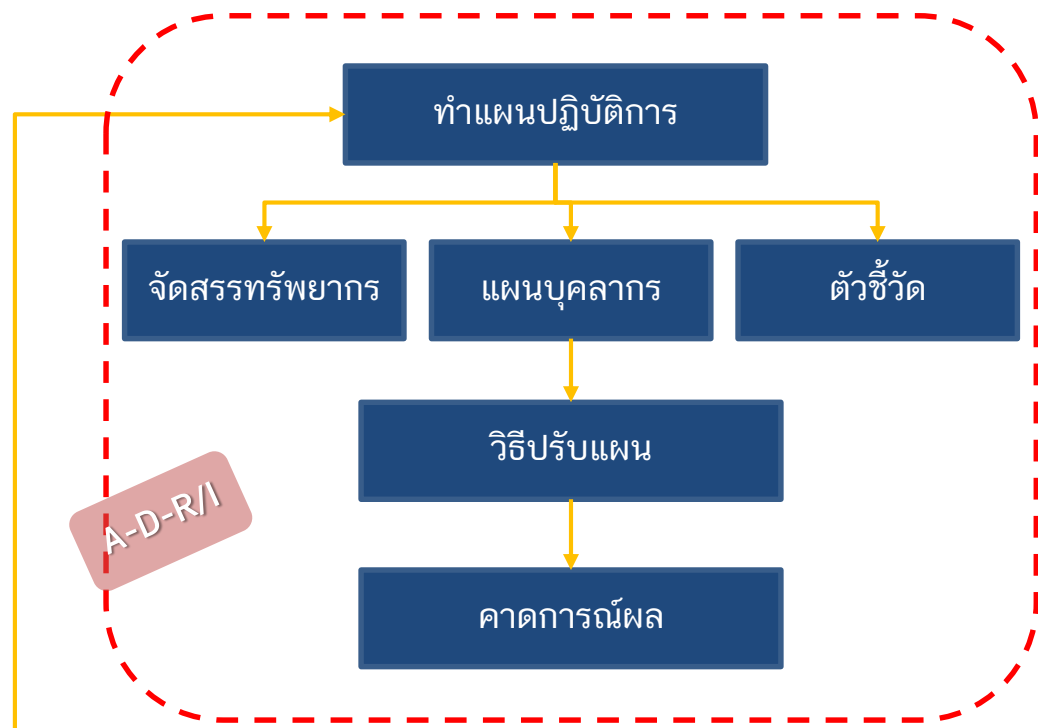 ทำแผนปฏิบัติการ
จัดสรรทรัพยากร
แผนบุคลากร
ตัวชี้วัด
วิธีปรับแผน
A-D-R/I
คาดการณ์ผล